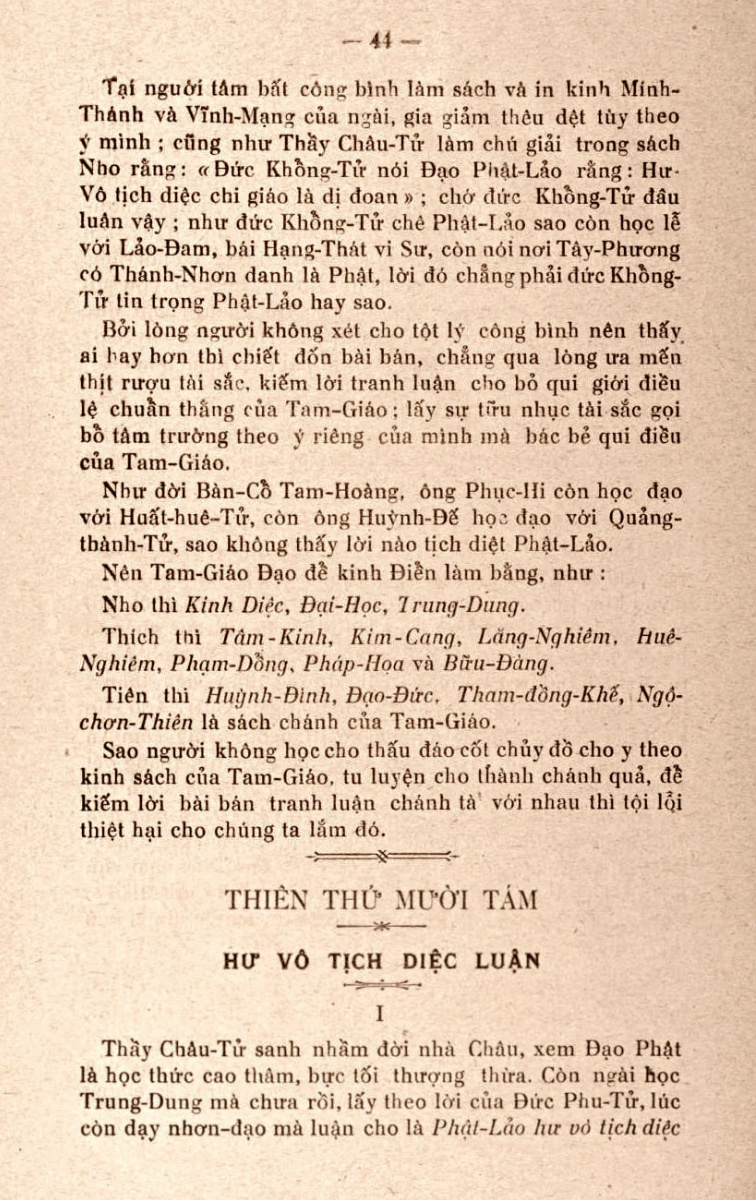 — 44 —
Tại người tâm bất công bình làm sách và in kinh Minh-
Thánh và Vĩnh-Mạng của ngài, gia giảm thêu dệt tùy theo
ý mình ; cũng như Thầy Châu-Tử làm chú giải trong sách
Nho rằng : « Đức Khổng-Tử nói Đạo Phật-Lảo rằng : Hư-
Vô tịch diệc chi giáo là dị đoan » ; chớ đức Khổng-Tử đâu
luân vậy ; như đức Khổng-Tử chê Phật-Lảo sao còn học lễ
với Lảo-Đam, bái Hạng-Thát vi Sư, còn nói nơi Tây-Phương
có Thánh-Nhơn danh là Phật, lời đó chẳng phải đức Khổng-
Tử tin trọng Phật-Lảo hay sao.
Bởi lòng người không xét cho tột lý công bình nên thấy
ai hay hơn thì chiết đốn bài bán, chẳng qua lòng ưa mến
thịt rượu tài sắc, kiếm lời tranh luận cho bỏ qui giới điều
lệ chuẩn thằng của Tam-Giáo ; lấy sự tữu nhục tài sắc gọi
bổ tâm trường theo ý riêng của mình mà bác bẻ qui điều
của Tam-Giáo.
Như đời Bàn-Cổ Tam-Hoàng, ông Phục-Hi còn học đạo
với Huất-huê-Tử, còn ông Huỳnh-Đế học đạo với Quảng-
thành-Tử, sao không thấy lời nào tịch diệt Phật-Lảo.
Nên Tam-Giáo Đạo để kinh Điển làm bằng, như :
Nho thì Kinh Diệc, Đại-Học, Trung-Dung.
Thích thì Tâm-Kinh, Kim-Cang, Lăng-Nghiêm, Huê-
Nghiêm, Phạm-Dồng, Pháp-Họa và Bữu-Đàng.
Tiên thì Huỳnh-Đình, Đạo-Đức, Tham-đồng-Khế, Ngộ-
chơn-Thiên là sách chánh của Tam-Giáo.
Sao người không học cho thấu đáo cốt chủy đồ cho y theo
kinh sách của Tam-Giáo, tu luyện cho thành chánh quả, để
kiếm lời bài bán tranh luận chánh tà với nhau thì tội lỗi
thiệt hại cho chúng ta lắm đó.
THIÊN THỨ MƯỜI TÁM
HƯ VÔ TỊCH DIỆC LUẬN
I
Thầy Châu-Tử sanh nhằm đời nhà Châu, xem Đạo Phật
là học thức cao thâm, bực tối thượng thừa. Còn ngài học
Trung-Dung mà chưa rồi, lấy theo lời của Đức Phu-Tử, lúc
còn dạy nhơn-đạo mà luận cho là Phật-Lảo hư vô tịch diệc